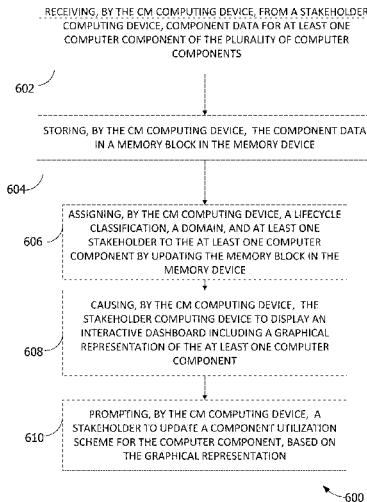 RECEIVING, BY THE CM COMPUTING DEVICE, FROM A STAKEHOLDER
COMPUTING DEVICE, COMPONENT DATA FOR AT LEAST ONE
COMPUTER COMPONENT OF THE PLURALITY OF COMPUTER
COMPONENTS
602
STORING, BY THE CM COMPUTING DEVICE, THE COMPONENT DATA
IN A MEMORY BLOCK IN THE MEMORY DEVICE
604
ASSIGNING, BY THE CM COMPUTING DEVICE, A LIFECYCLE
CLASSIFICATION, A DOMAIN, AND AT LEAST ONE
STAKEHOLDER TO THE AT LEAST ONE COMPUTER
COMPONENT BY UPDATING THE MEMORY BLOCK IN THE
MEMORY DEVICE
606
CAUSING, BY THE CM COMPUTING DEVICE, THE
STAKEHOLDER COMPUTING DEVICE TO DISPLAY AN
INTERACTIVE DASHBOARD INCLUDING A GRAPHICAL
REPRESENTATION OF THE AT LEAST ONE COMPUTER
COMPONENT
608
PROMPTING, BY THE CM COMPUTING DEVICE, A
STAKEHOLDER TO UPDATE A COMPONENT UTILIZATION
SCHEME FOR THE COMPUTER COMPONENT, BASED ON
THE GRAPHICAL REPRESENTATION
610
600